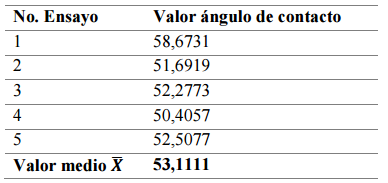 No. Ensayo Valor ángulo de contacto
1 58,6731
2 51,6919
3 52,2773
4 50,4057
5 52,5077
Valor medio X̅ 53,1111